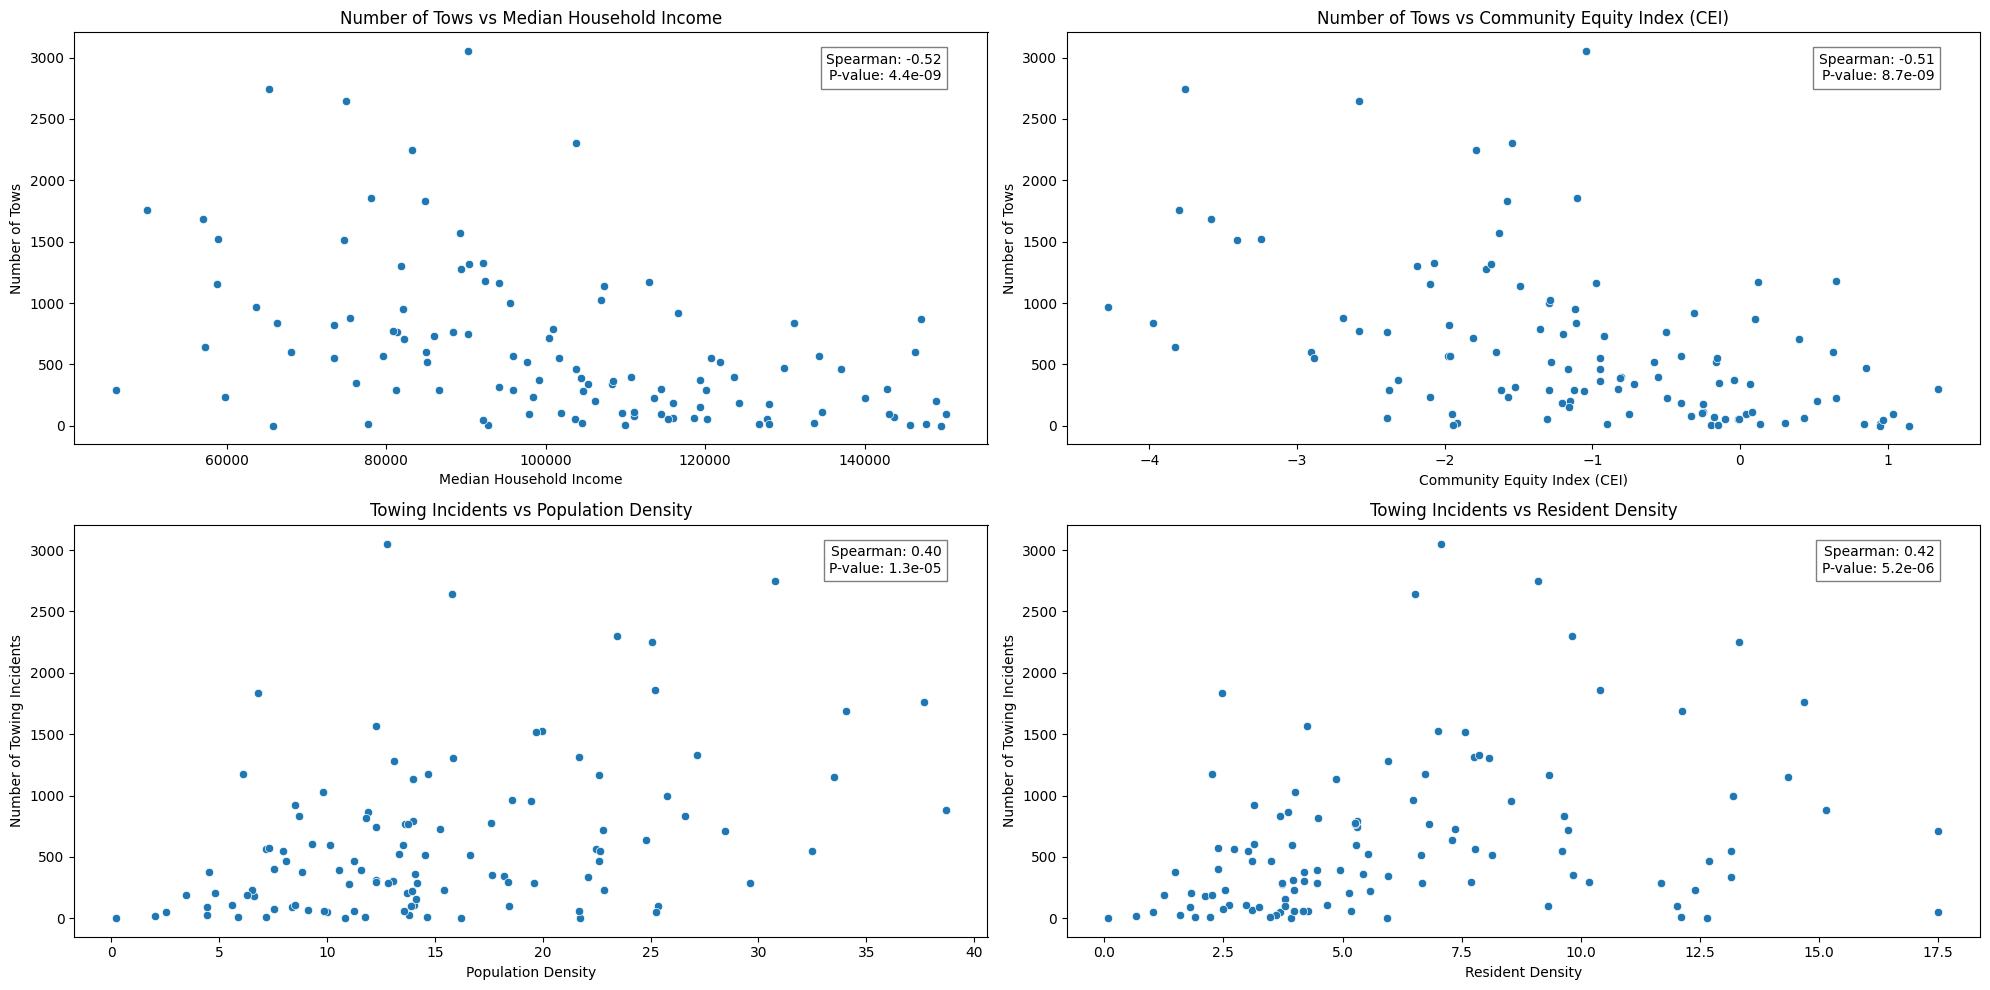 Number of Tows vs Median Household Income
Spearman: -0.52
P-value: 4.4e-09
3000
2500
2000
1500
1000
500
0
Number of Tows
60000 80000 100000 120000 140000
Median Household Income
Number of Tows vs Community Equity Index (CEI)
Spearman: -0.51
P-value: 8.7e-09
3000
2500
2000
1500
1000
500
0
Number of Tows
−4 −3 −2 −1 0 1
Community Equity Index (CEI)
Towing Incidents vs Population Density
Spearman: 0.40
P-value: 1.3e-05
3000
2500
2000
1500
1000
500
0
Number of Towing Incidents
0 5 10 15 20 25 30 35 40
Population Density
Towing Incidents vs Resident Density
Spearman: 0.42
P-value: 5.2e-06
3000
2500
2000
1500
1000
500
0
Number of Towing Incidents
0.0 2.5 5.0 7.5 10.0 12.5 15.0 17.5
Resident Density